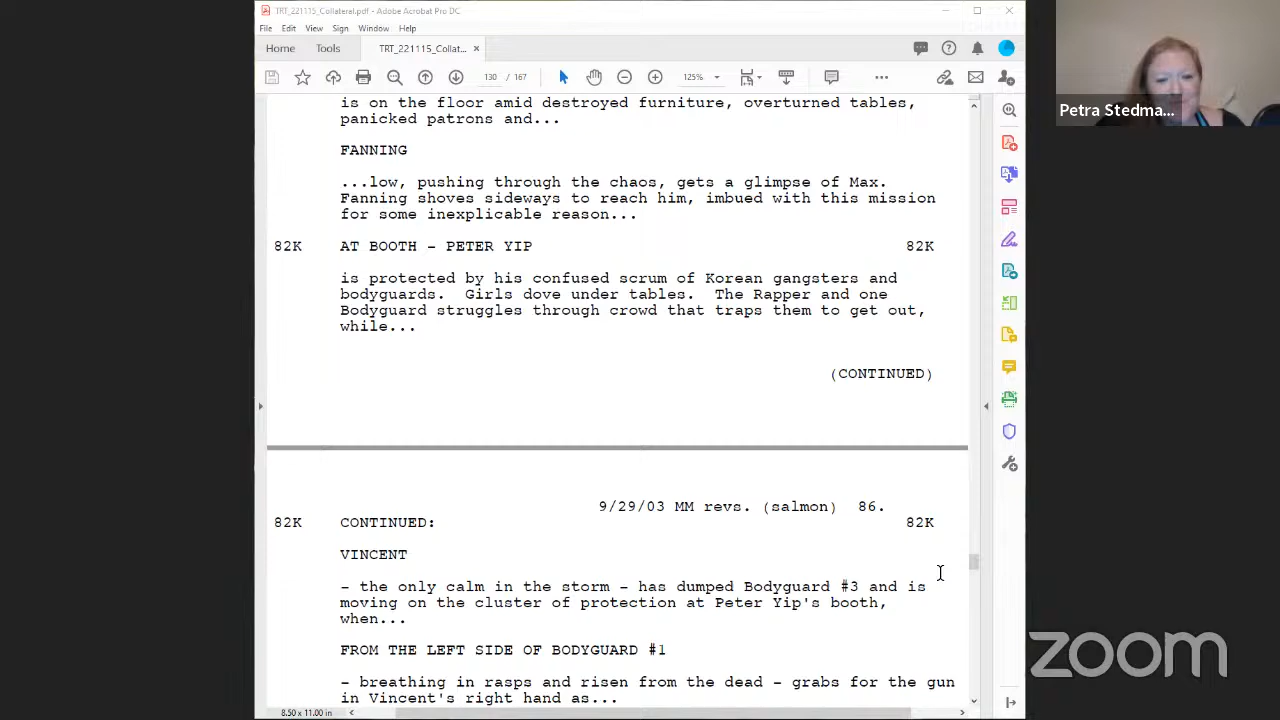 TRT_221115_Collateral.pdf - Adobe Acrobat Pro DC
File Edit View Sign Window Help
Home Tools TRT_221115_Collat... ×
130 / 167 125%
is on the floor amid destroyed furniture, overturned tables,
panicked patrons and...
FANNING
...low, pushing through the chaos, gets a glimpse of Max.
Fanning shoves sideways to reach him, imbued with this mission
for some inexplicable reason...
82K AT BOOTH - PETER YIP 82K
is protected by his confused scrum of Korean gangsters and
bodyguards. Girls dove under tables. The Rapper and one
Bodyguard struggles through crowd that traps them to get out,
while...
(CONTINUED)
9/29/03 MM revs. (salmon) 86.
82K CONTINUED: 82K
VINCENT
- the only calm in the storm - has dumped Bodyguard #3 and is
moving on the cluster of protection at Peter Yip's booth,
when...
FROM THE LEFT SIDE OF BODYGUARD #1
- breathing in rasps and risen from the dead - grabs for the gun
in Vincent's right hand as...
8.50 x 11.00 in
Petra Stedma...
zoom